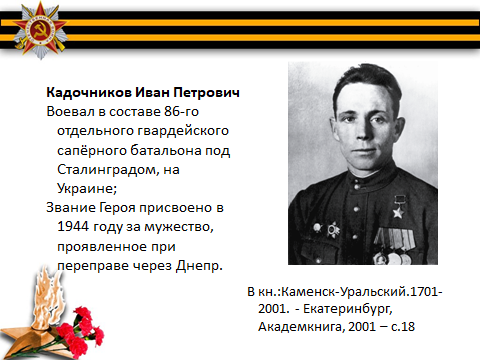 Кадочников Иван Петрович
Воевал в составе 86-го
отдельного гвардейского
сапёрного батальона под
Сталинградом, на
Украине;
Звание Героя присвоено в
1944 году за мужество,
проявленное при
переправе через Днепр.
В кн.:Каменск-Уральский.1701-
2001. - Екатеринбург,
Академкнига, 2001 – с.18